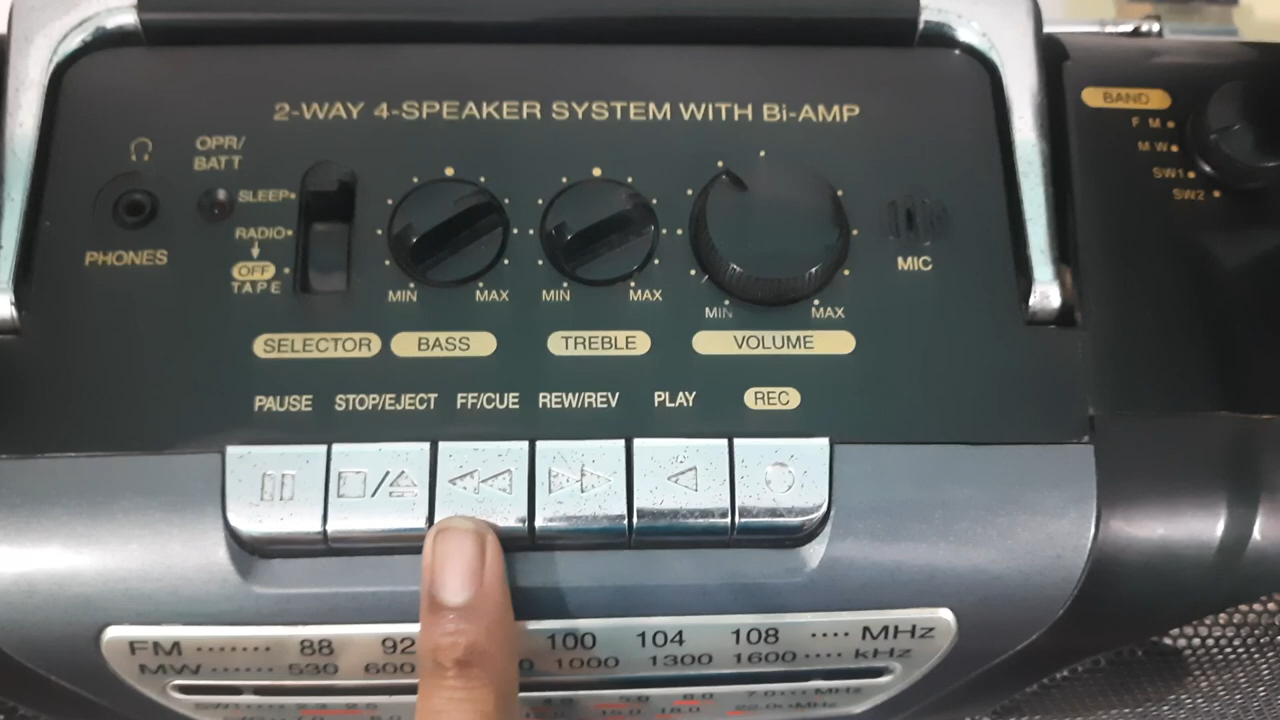 2-WAY 4-SPEAKER SYSTEM WITH Bi-AMP
BAND
FM
MW
SW1
SW2
OPR/
BATT
SLEEP
RADIO
OFF
TAPE
PHONES
MIN MAX
MIN MAX
MIN MAX
MIC
SELECTOR BASS TREBLE VOLUME
PAUSE STOP/EJECT FF/CUE REW/REV PLAY REC
FM ······· 88 92 100 104 108 ···· MHz
MW ······ 530 600 1000 1300 1600 ···· kHz